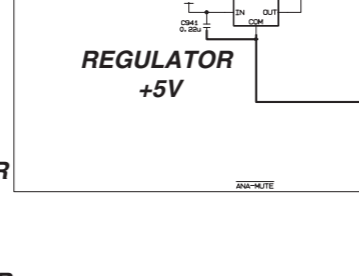 IN OUT
COM
C941
0.22u
REGULATOR
+5V
R
ANA-MUTE